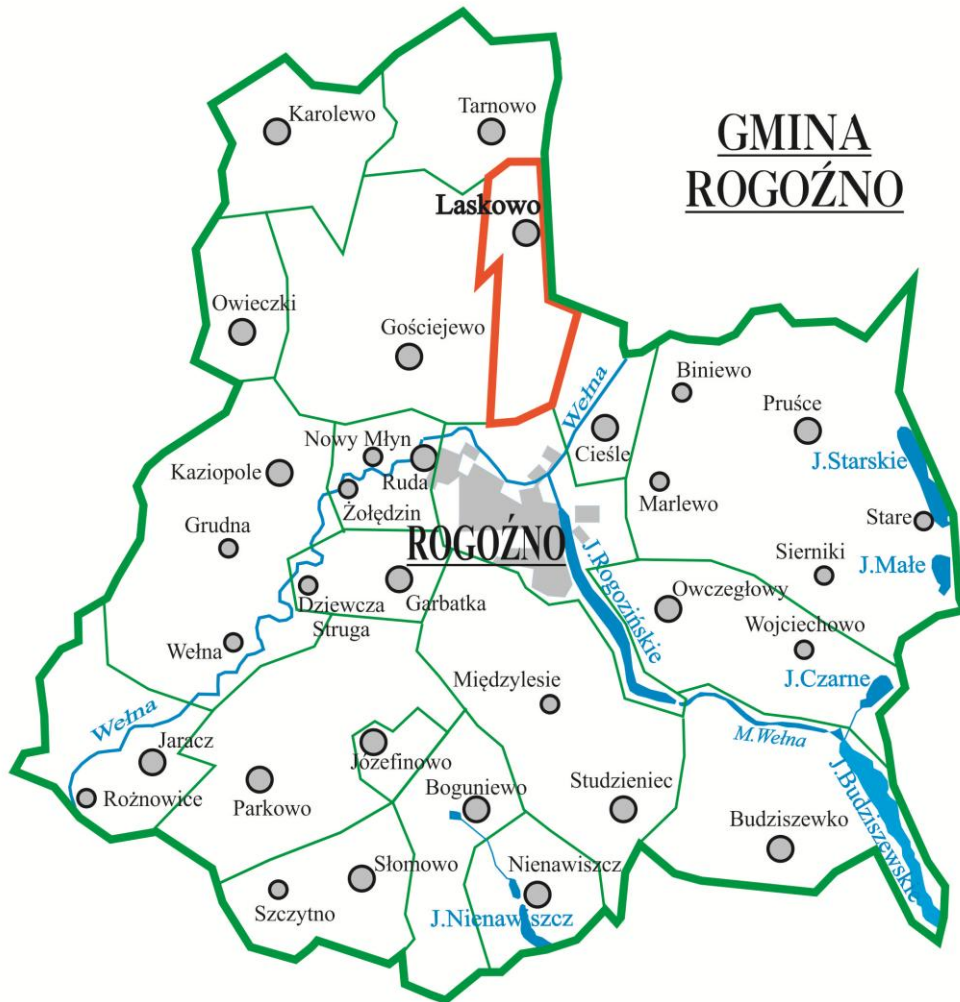 Karolewo
Tarnowo
GMINA
ROGOŹNO
Laskowo
Owieczki
Gościejewo
Wełna
Biniewo
Pruśce
Nowy Młyn
Cieśle
Kaziopole
Ruda
J.Starskie
Żołędzin
Marlewo
Stare
Grudna
ROGOŹNO
Sierniki
J.Małe
J.Rogozińskie
Dziewcza
Struga
Garbatka
Owczegłowy
Wojciechowo
Wełna
Międzylesie
J.Czarne
Wełna
M.Wełna
Jaracz
Józefinowo
Rożnowice
Parkowo
Boguniewo
Studzieniec
J.Budziszewskie
Budziszewko
Słomowo
Nienawiszcz
Szczytno
J.Nienawiszcz